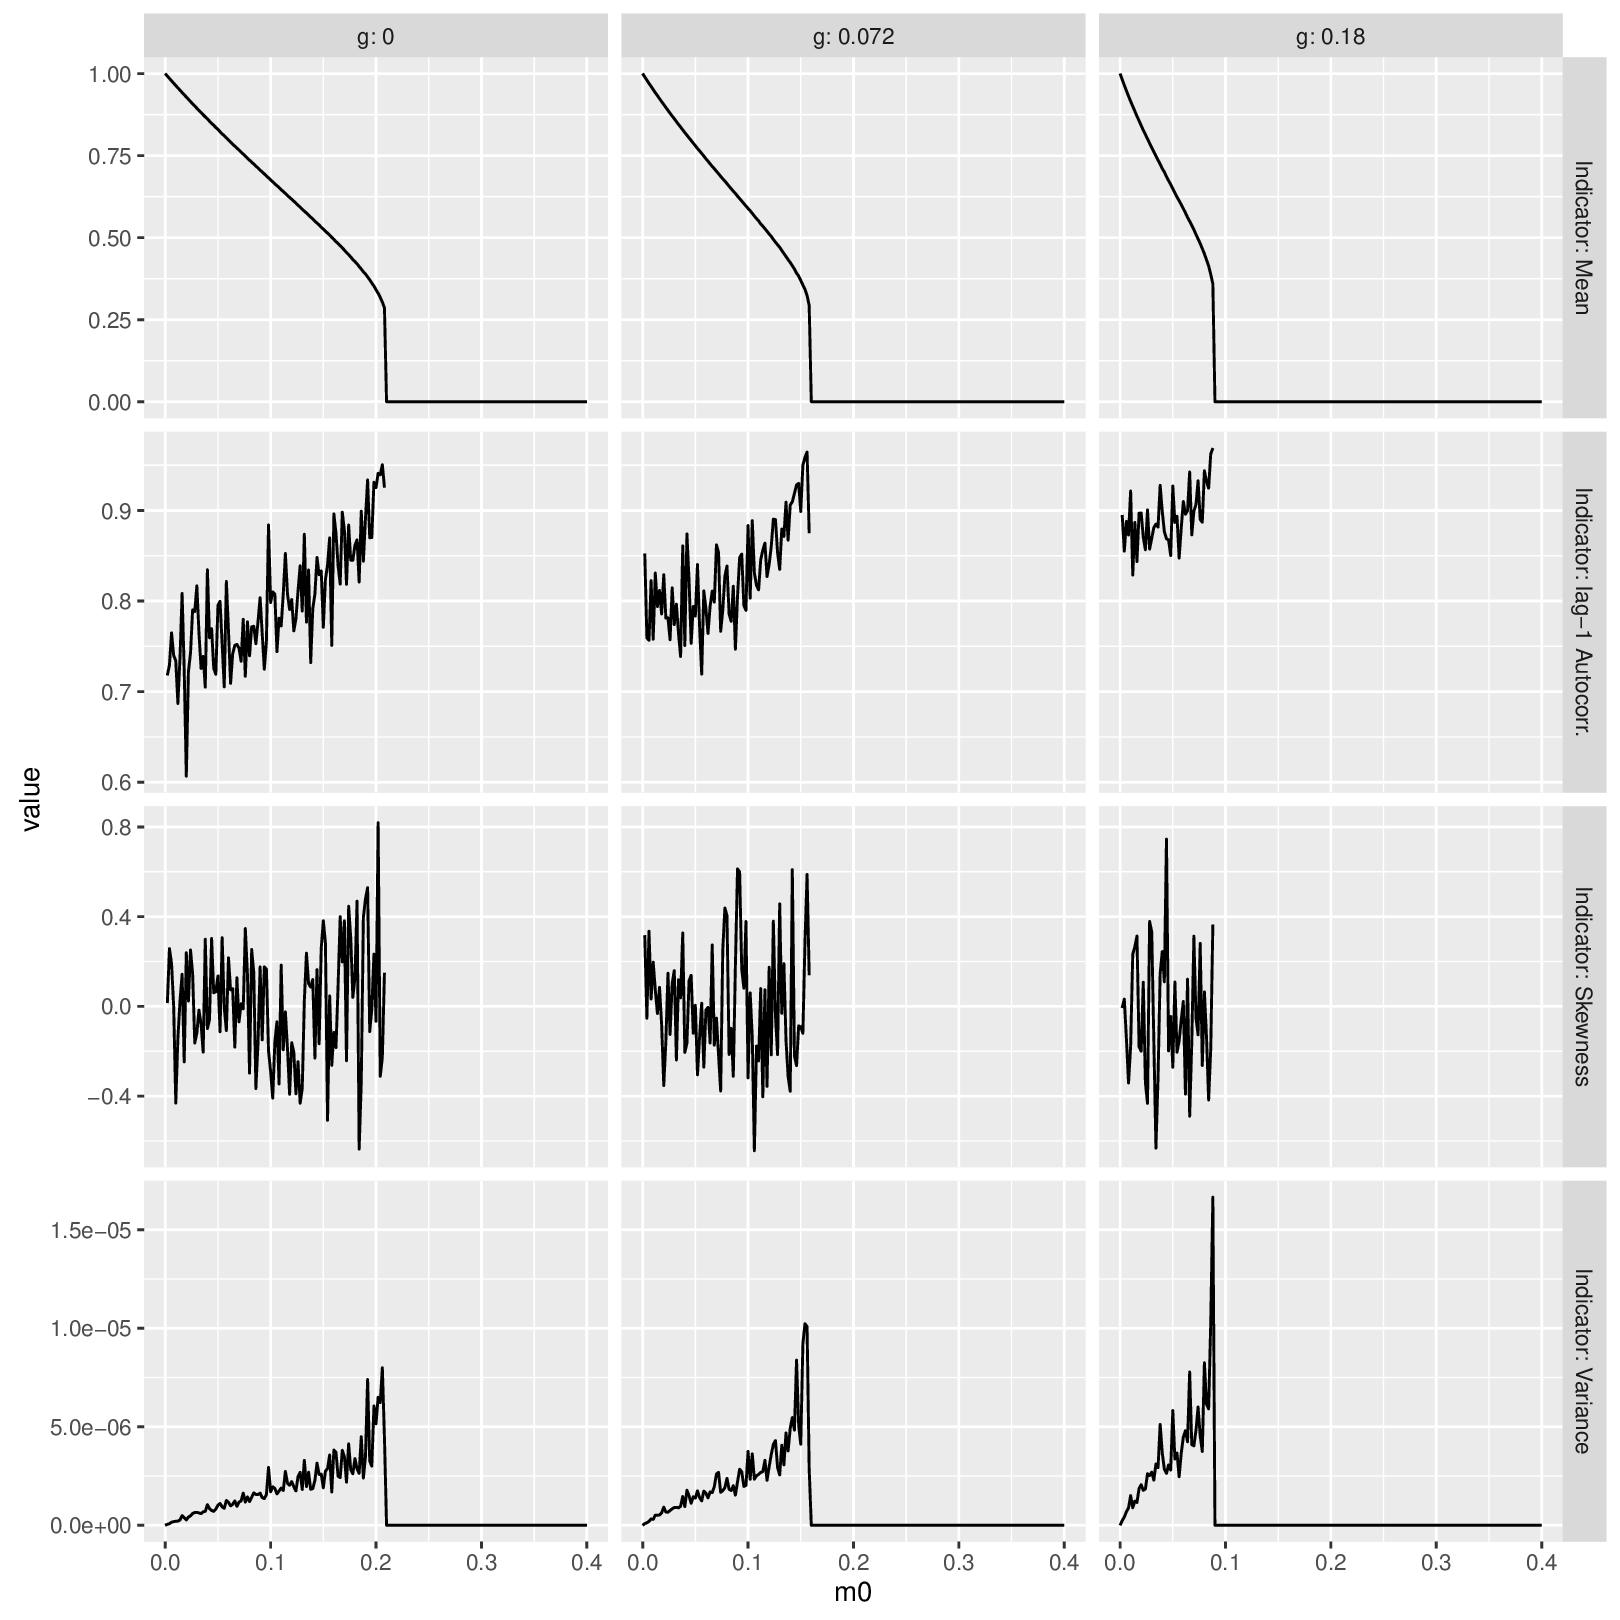 g: 0
g: 0.072
g: 0.18
1.00
0.75
0.50
0.25
0.00
Indicator: Mean
0.9
0.8
0.7
0.6
Indicator: lag−1 Autocorr.
value
0.8
0.4
0.0
−0.4
Indicator: Skewness
1.5e−05
1.0e−05
5.0e−06
0.0e+00
Indicator: Variance
0.0 0.1 0.2 0.3 0.4
0.0 0.1 0.2 0.3 0.4
0.0 0.1 0.2 0.3 0.4
m0